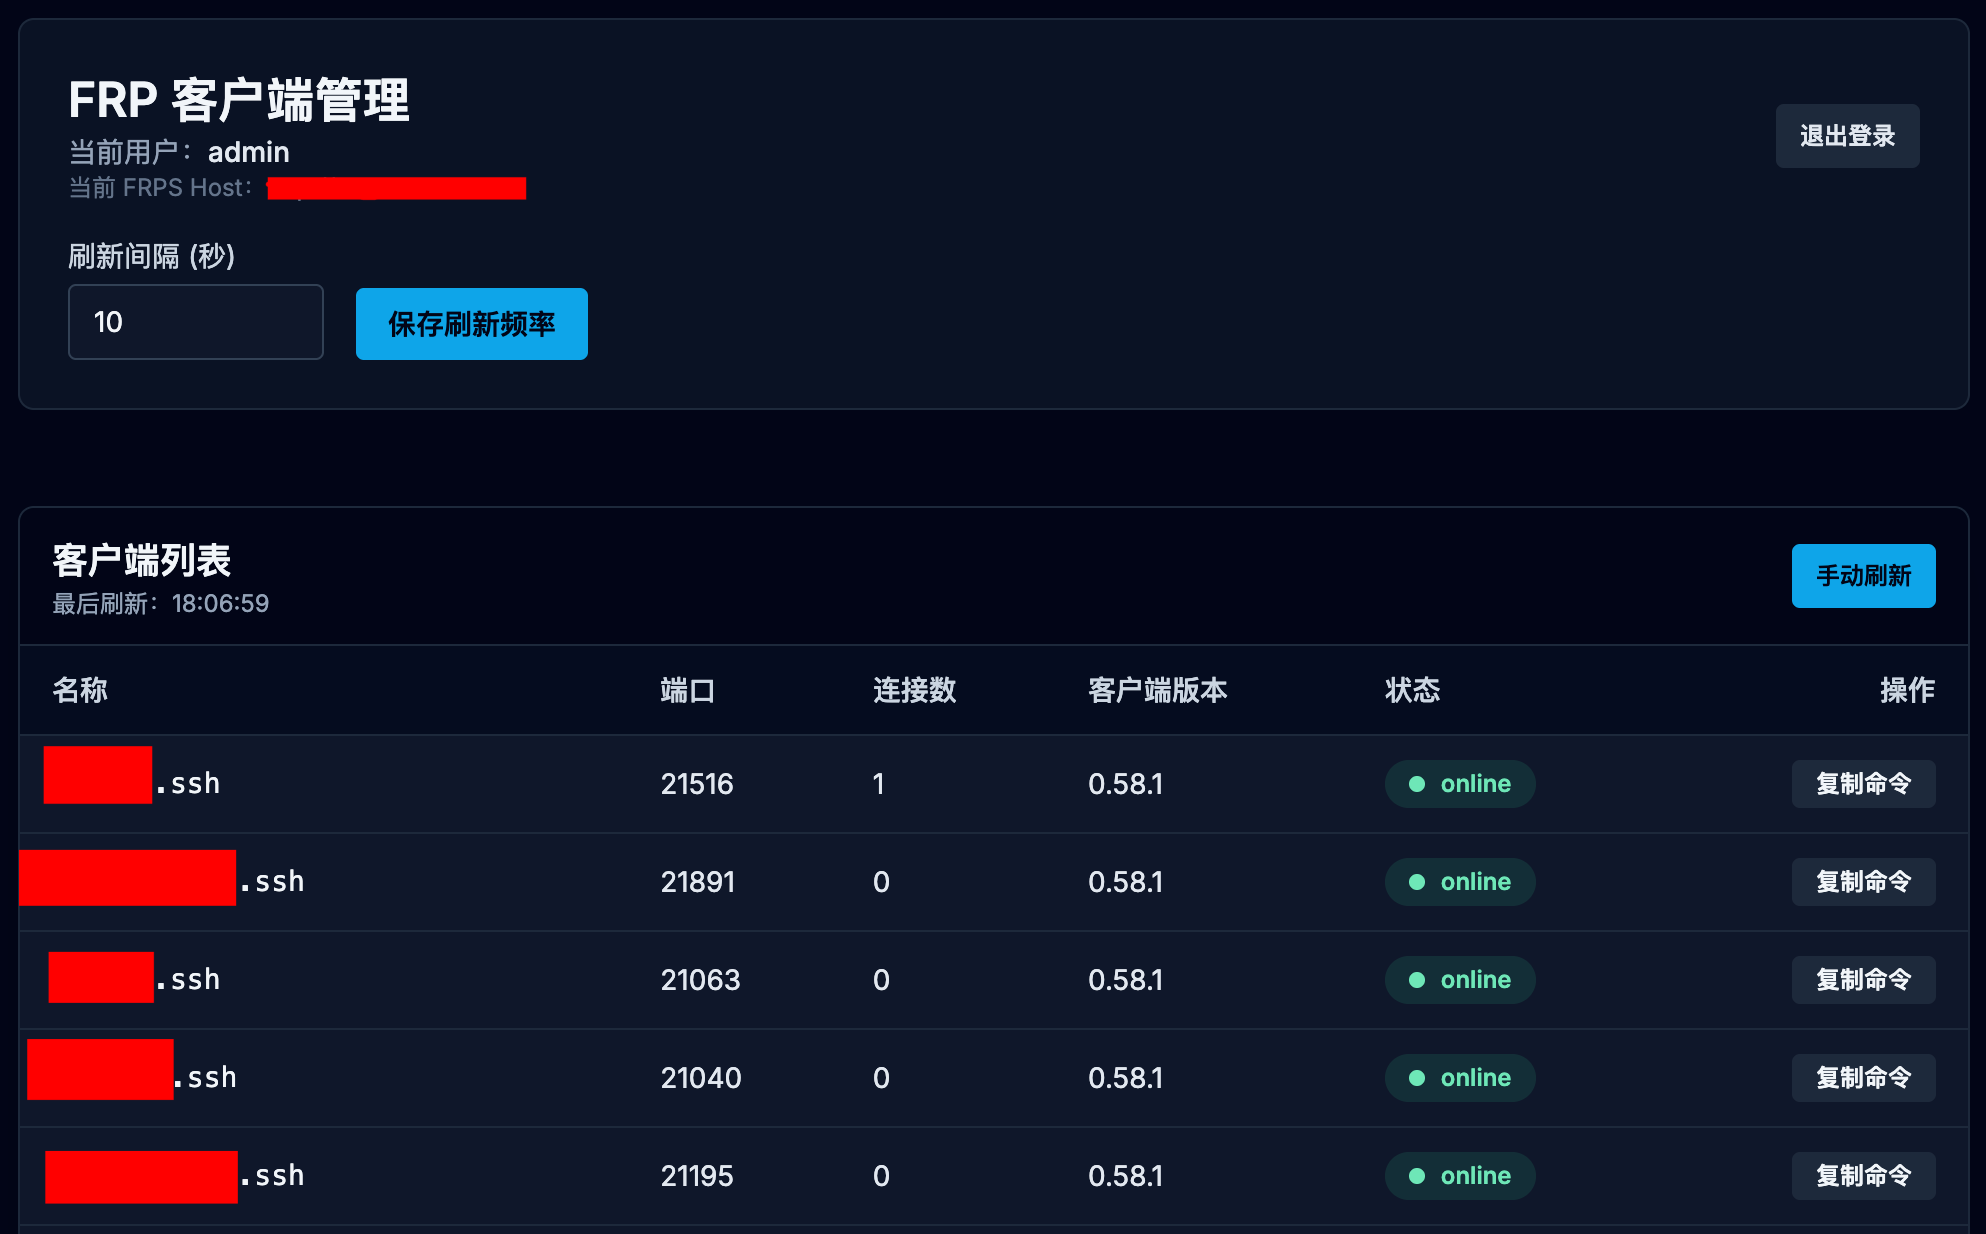 FRP 客户端管理
当前用户：admin
当前 FRPS Host：
退出登录
刷新间隔 (秒)
10
保存刷新频率
客户端列表
最后刷新：18:06:59
手动刷新
名称 端口 连接数 客户端版本 状态 操作
.ssh 21516 1 0.58.1 online 复制命令
.ssh 21891 0 0.58.1 online 复制命令
.ssh 21063 0 0.58.1 online 复制命令
.ssh 21040 0 0.58.1 online 复制命令
.ssh 21195 0 0.58.1 online 复制命令